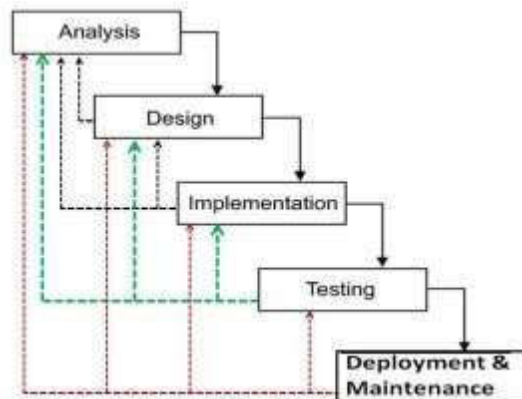 Analysis
Design
Implementation
Testing
Deployment &
Maintenance